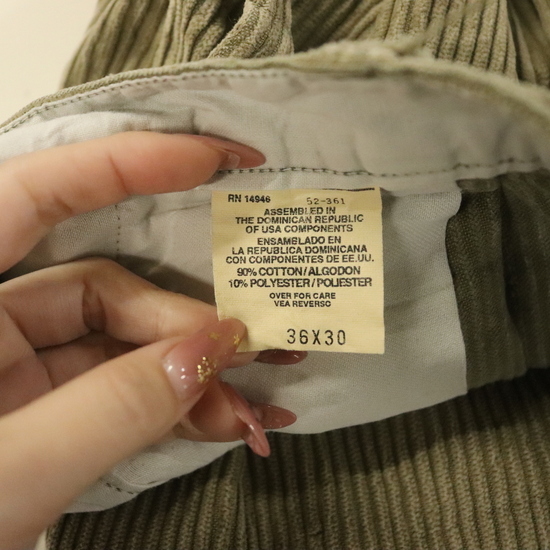 RN 14946 52-361
ASSEMBLED IN
THE DOMINICAN REPUBLIC
OF USA COMPONENTS
ENSAMBLADO EN
LA REPUBLICA DOMINICANA
CON COMPONENTES DE EE.UU.
90% COTTON/ALGODON
10% POLYESTER/POLIESTER
OVER FOR CARE
VEA REVERSO
36X30